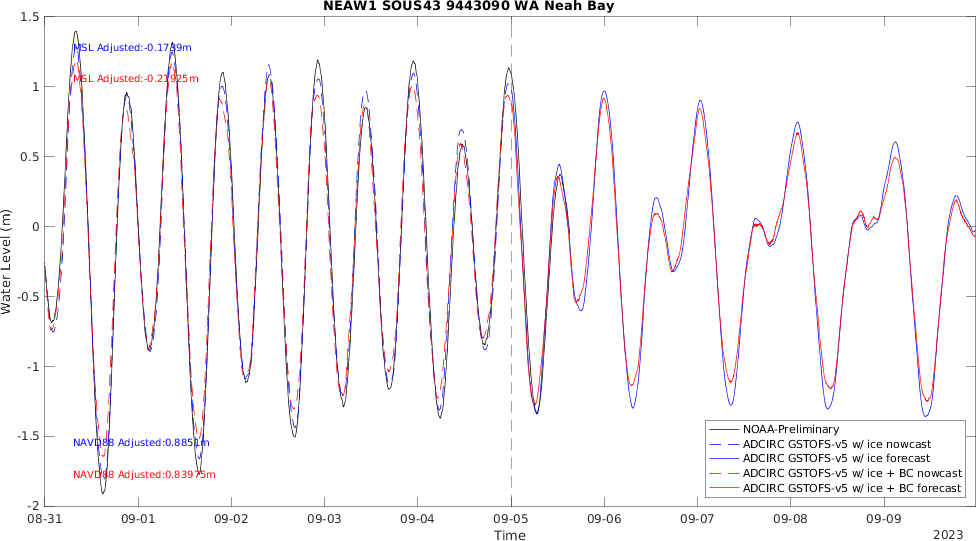 NEAW1 SOUS43 9443090 WA Neah Bay
1.5
1
0.5
0
-0.5
-1
-1.5
-2
Water Level (m)
MSL Adjusted:-0.1739m
MSL Adjusted:-0.21925m
NAVD88 Adjusted:0.8851m
NAVD88 Adjusted:0.83975m
NOAA-Preliminary
ADCIRC GSTOFS-v5 w/ ice nowcast
ADCIRC GSTOFS-v5 w/ ice forecast
ADCIRC GSTOFS-v5 w/ ice + BC nowcast
ADCIRC GSTOFS-v5 w/ ice + BC forecast
08-31 09-01 09-02 09-03 09-04 09-05 09-06 09-07 09-08 09-09
Time
2023